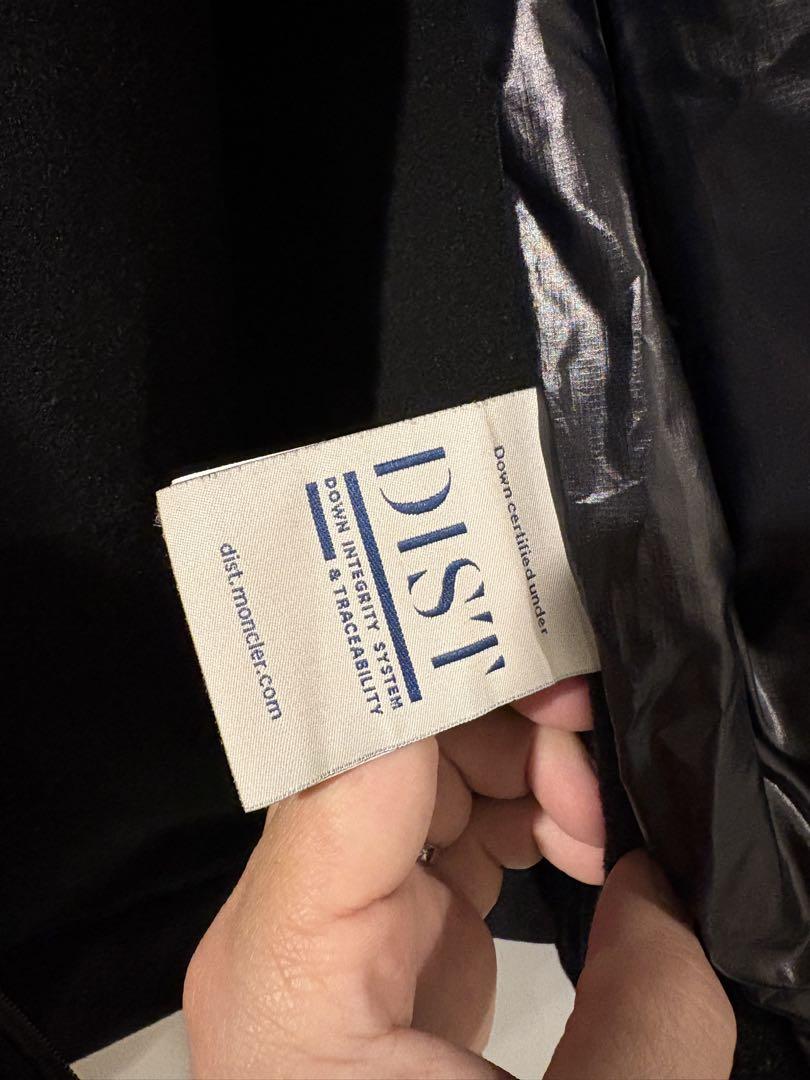 Down certified under
DIST
DOWN INTEGRITY SYSTEM
& TRACEABILITY
dist.moncler.com